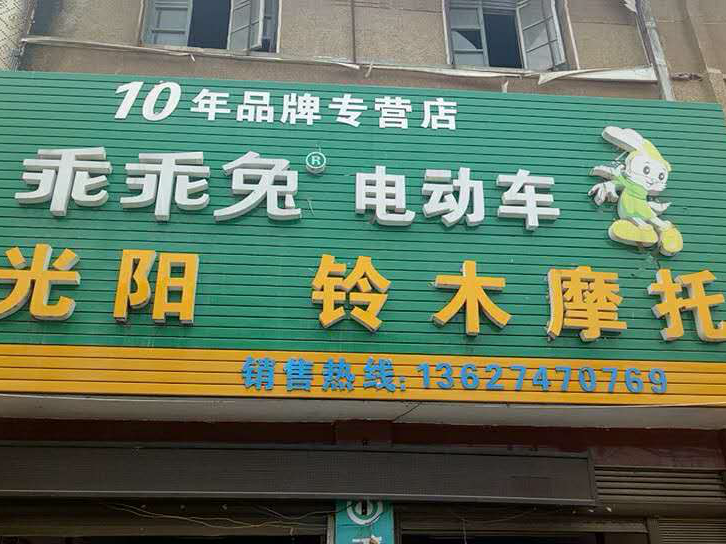 10年品牌专营店
乖乖兔® 电动车
光阳 铃木摩托
销售热线:13627470769